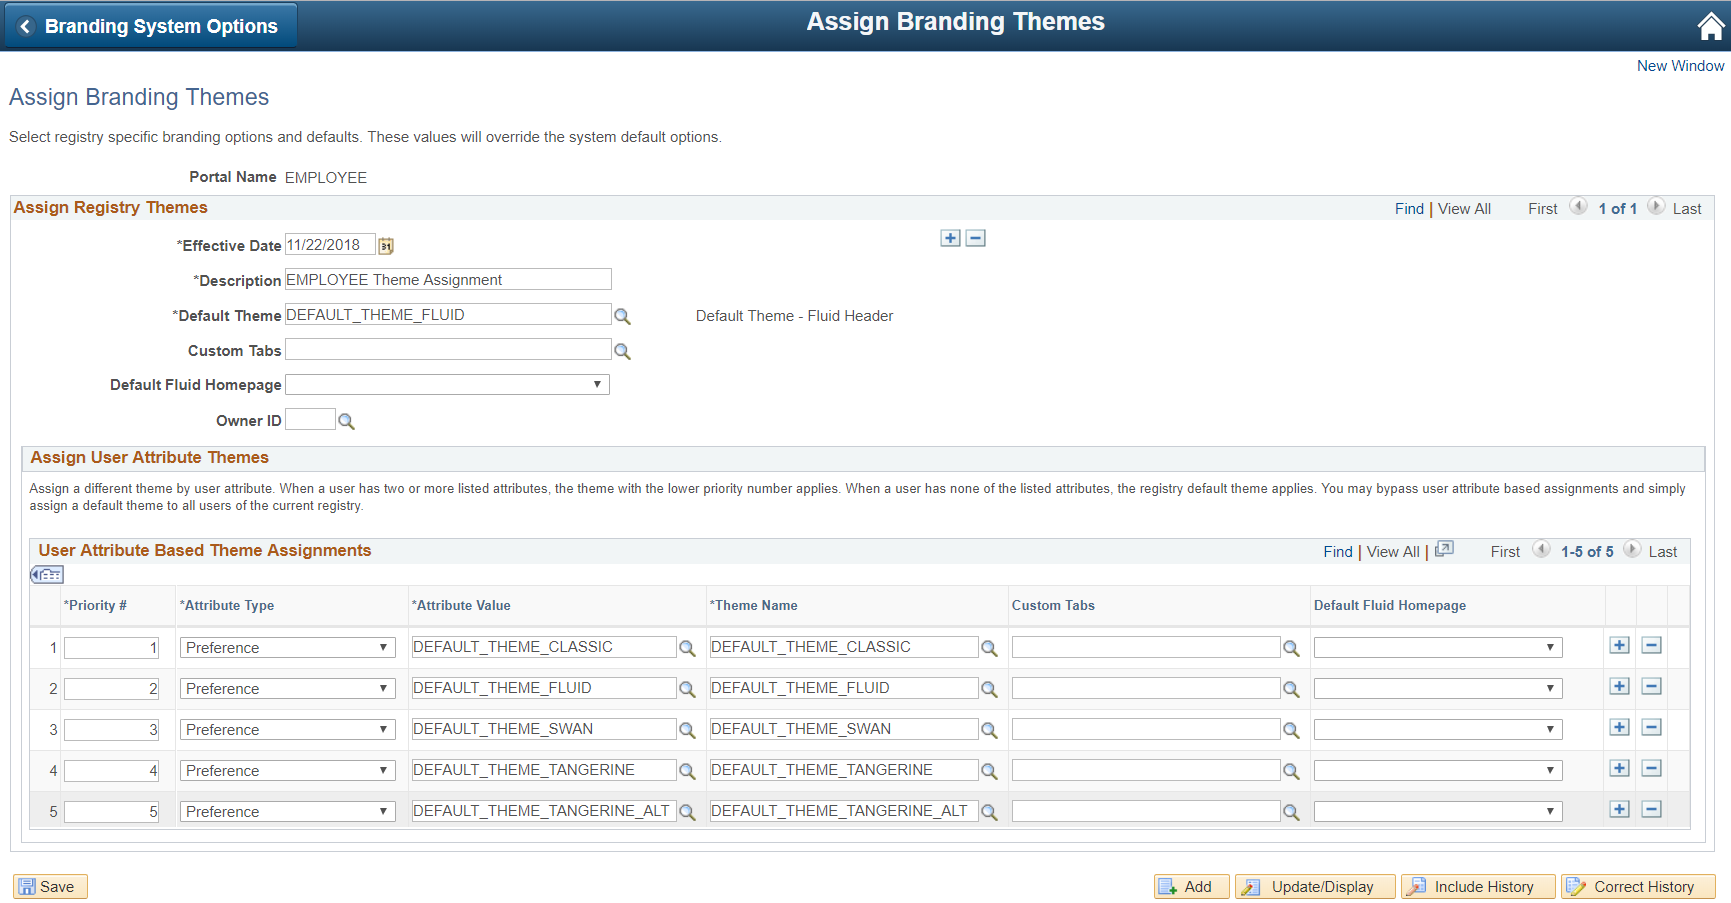 Branding System Options
Assign Branding Themes
New Window
Assign Branding Themes
Select registry specific branding options and defaults. These values will override the system default options.
Portal Name EMPLOYEE
Assign Registry Themes Find | View All First 1 of 1 Last
*Effective Date 11/22/2018 31
*Description EMPLOYEE Theme Assignment
*Default Theme DEFAULT_THEME_FLUID Default Theme - Fluid Header
Custom Tabs
Default Fluid Homepage
Owner ID
Assign User Attribute Themes
Assign a different theme by user attribute. When a user has two or more listed attributes, the theme with the lower priority number applies. When a user has none of the listed attributes, the registry default theme applies. You may bypass user attribute based assignments and simply
assign a default theme to all users of the current registry.
User Attribute Based Theme Assignments Find | View All | First 1-5 of 5 Last
*Priority # *Attribute Type *Attribute Value *Theme Name Custom Tabs Default Fluid Homepage
1 1 Preference DEFAULT_THEME_CLASSIC DEFAULT_THEME_CLASSIC
2 2 Preference DEFAULT_THEME_FLUID DEFAULT_THEME_FLUID
3 3 Preference DEFAULT_THEME_SWAN DEFAULT_THEME_SWAN
4 4 Preference DEFAULT_THEME_TANGERINE DEFAULT_THEME_TANGERINE
5 5 Preference DEFAULT_THEME_TANGERINE_ALT DEFAULT_THEME_TANGERINE_ALT
Save Add Update/Display Include History Correct History